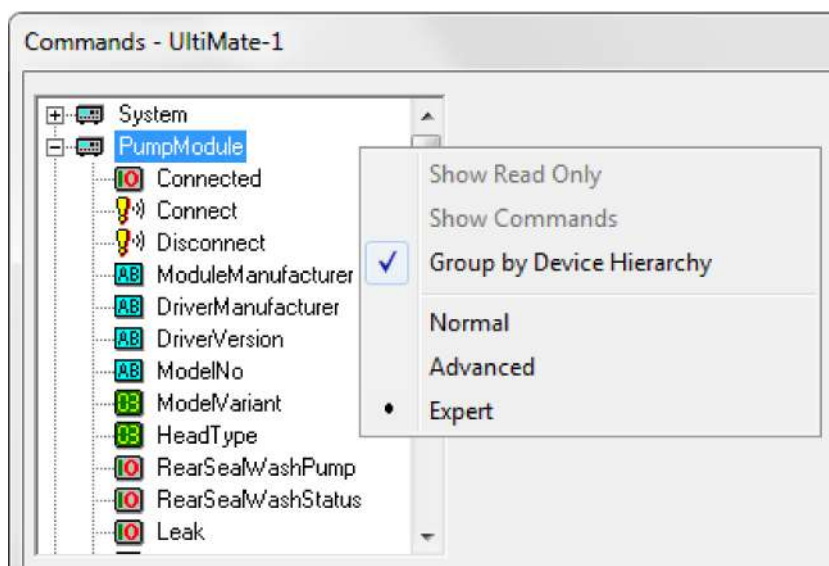 Commands - UltiMate-1
System
PumpModule
Connected
Connect
Disconnect
ModuleManufacturer
DriverManufacturer
DriverVersion
ModelNo
ModelVariant
HeadType
RearSealWashPump
RearSealWashStatus
Leak
Show Read Only
Show Commands
Group by Device Hierarchy
Normal
Advanced
Expert